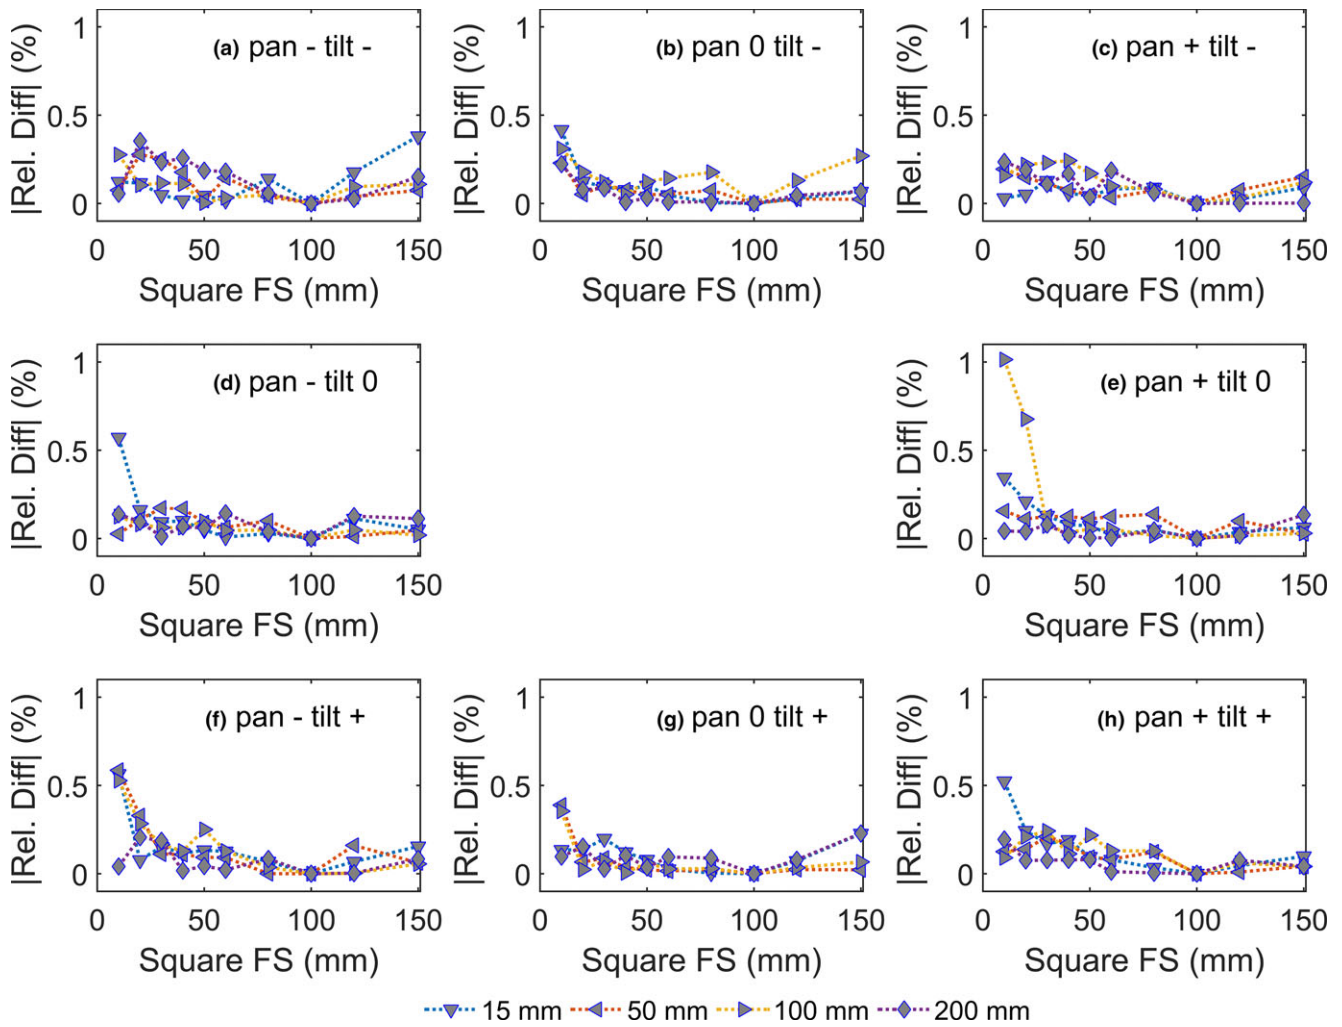 (a) pan - tilt -
(b) pan 0 tilt -
(c) pan + tilt -
|Rel. Diff| (%)
1
0.5
0
0 50 100 150
Square FS (mm)
|Rel. Diff| (%)
1
0.5
0
0 50 100 150
Square FS (mm)
|Rel. Diff| (%)
1
0.5
0
0 50 100 150
Square FS (mm)
(d) pan - tilt 0
(e) pan + tilt 0
|Rel. Diff| (%)
1
0.5
0
0 50 100 150
Square FS (mm)
|Rel. Diff| (%)
1
0.5
0
0 50 100 150
Square FS (mm)
(f) pan - tilt +
(g) pan 0 tilt +
(h) pan + tilt +
|Rel. Diff| (%)
1
0.5
0
0 50 100 150
Square FS (mm)
|Rel. Diff| (%)
1
0.5
0
0 50 100 150
Square FS (mm)
|Rel. Diff| (%)
1
0.5
0
0 50 100 150
Square FS (mm)
15 mm 50 mm 100 mm 200 mm